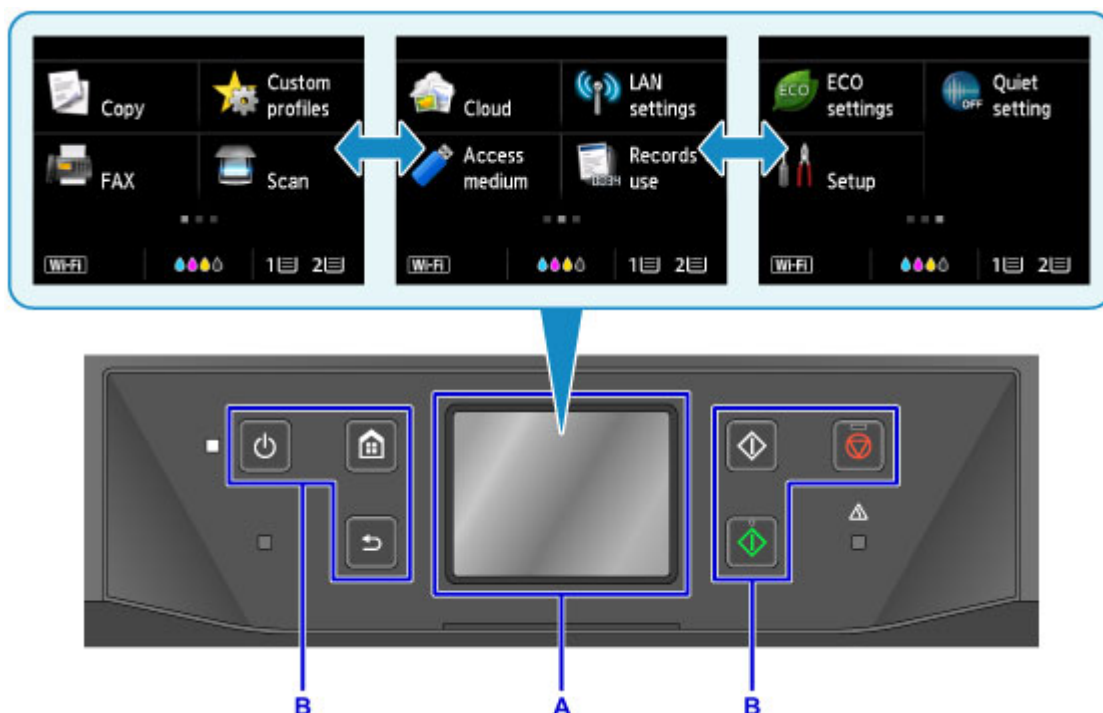 Copy
Custom
profiles
FAX
Scan
Wi-Fi
1 2
Cloud
LAN
settings
Access
medium
Records
use
Wi-Fi
1 2
ECO
ECO
settings
OFF
Quiet
setting
Setup
Wi-Fi
1 2
B
A
B